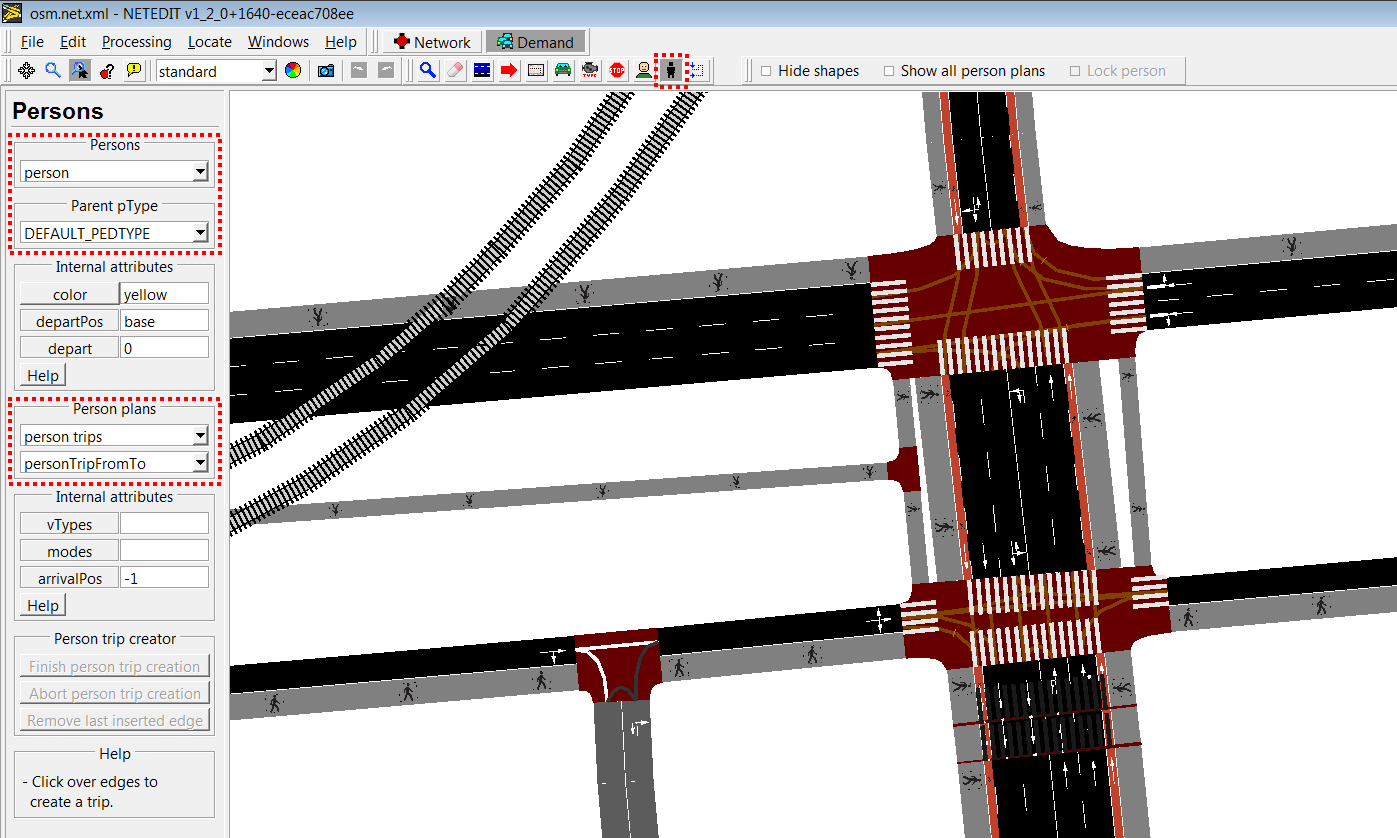 osm.net.xml - NETEDIT v1_2_0+1640-eceac708ee
File Edit Processing Locate Windows Help Network Demand
standard TYPE STOP Hide shapes Show all person plans Lock person
Persons
Persons
person
Parent pType
DEFAULT_PEDTYPE
Internal attributes
color yellow
departPos base
depart 0
Help
Person plans
person trips
personTripFromTo
Internal attributes
vTypes
modes
arrivalPos -1
Help
Person trip creator
Finish person trip creation
Abort person trip creation
Remove last inserted edge
Help
- Click over edges to
create a trip.